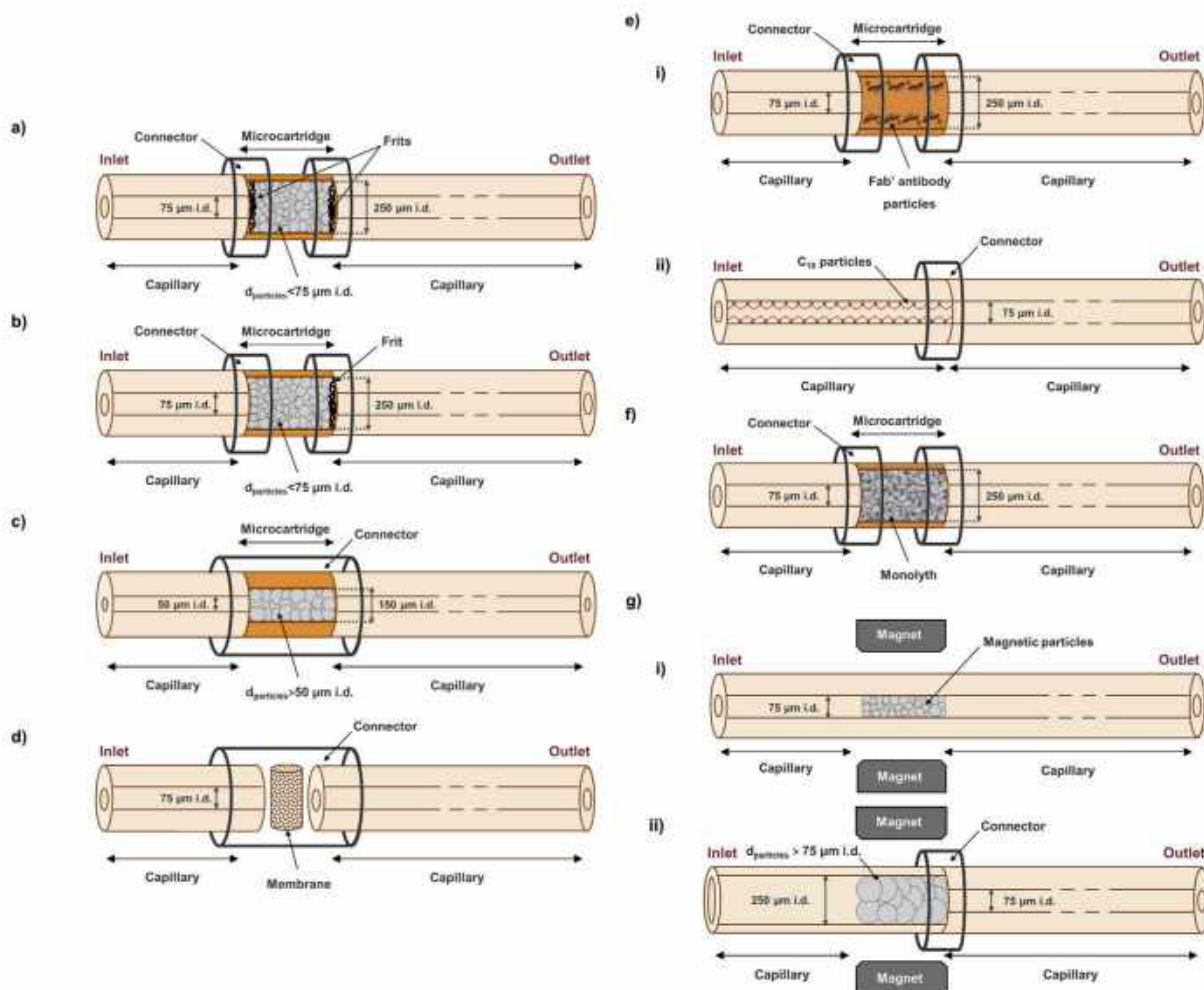 a)
Connector
Microcartridge
Frits
Inlet
Outlet
75 µm i.d.
250 µm i.d.
Capillary
Capillary
dparticles<75 µm i.d.
b)
Connector
Microcartridge
Frit
Inlet
Outlet
75 µm i.d.
250 µm i.d.
Capillary
Capillary
dparticles<75 µm i.d.
c)
Microcartridge
Connector
Inlet
Outlet
50 µm i.d.
150 µm i.d.
Capillary
Capillary
dparticles>50 µm i.d.
d)
Connector
Inlet
Outlet
75 µm i.d.
Capillary
Capillary
Membrane
e)
Connector
Microcartridge
Inlet
Outlet
i)
75 µm i.d.
250 µm i.d.
Capillary
Fab' antibody
particles
Capillary
ii)
Connector
C18 particles
Inlet
Outlet
75 µm i.d.
Capillary
Capillary
f)
Microcartridge
Connector
Inlet
Outlet
75 µm i.d.
250 µm i.d.
Capillary
Capillary
Monolyth
g)
Magnet
Magnetic particles
i)
Inlet
Outlet
75 µm i.d.
Capillary
Capillary
Magnet
Magnet
ii)
Connector
dparticles > 75 µm i.d.
Inlet
Outlet
250 µm i.d.
75 µm i.d.
Capillary
Capillary
Magnet